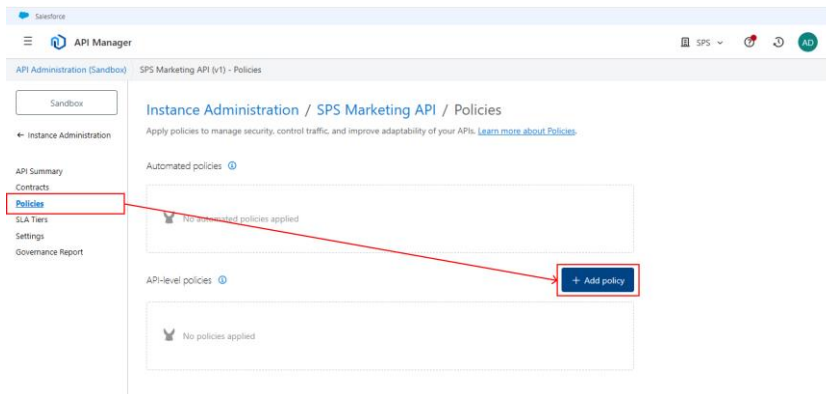 Salesforce
API Manager
SPS
AD
API Administration (Sandbox)
SPS Marketing API (v1) - Policies
Sandbox
← Instance Administration
API Summary
Contracts
Policies
SLA Tiers
Settings
Governance Report
Instance Administration / SPS Marketing API / Policies
Apply policies to manage security, control traffic, and improve adaptability of your APIs. Learn more about Policies.
Automated policies
No automated policies applied
API-level policies
+ Add policy
No policies applied